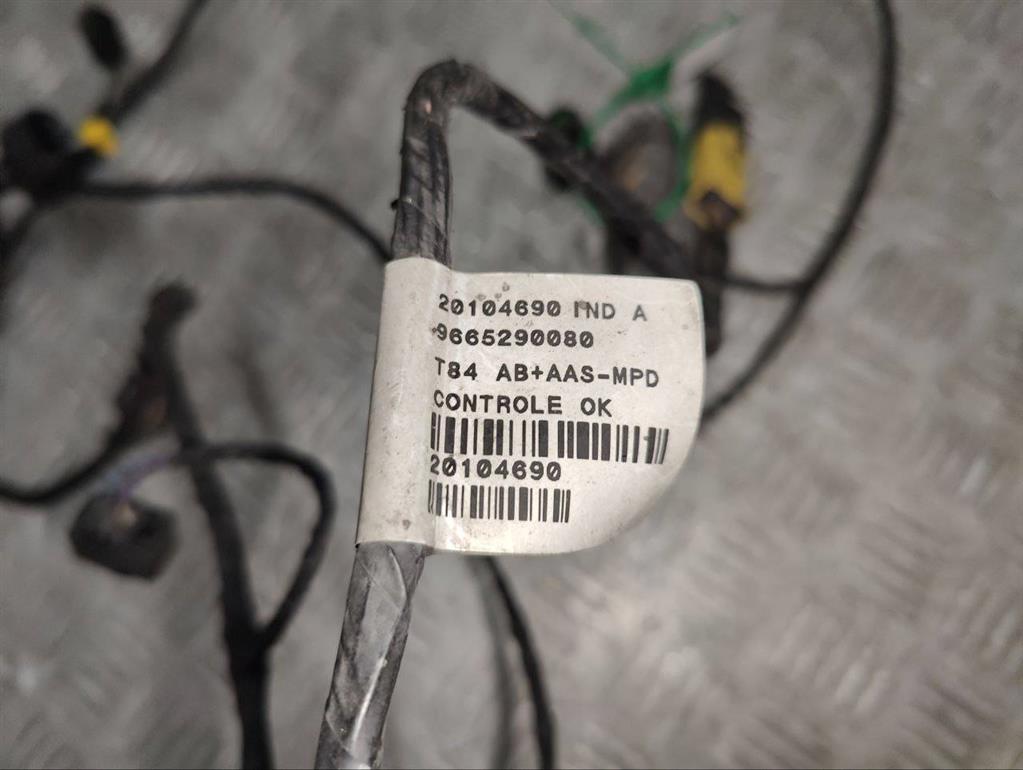 20104690 IND A
9665290080
T84 AB+AAS-MPD
CONTROLE OK
20104690